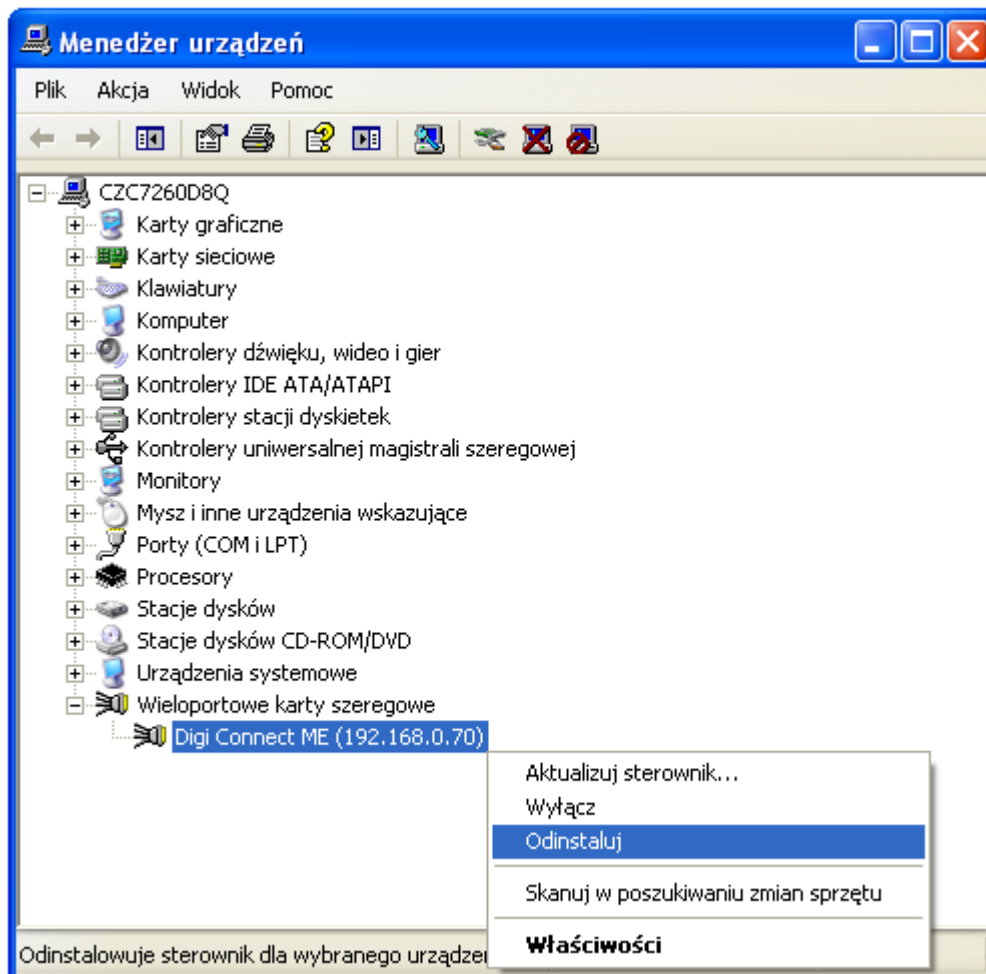 Menedżer urządzeń
Plik Akcja Widok Pomoc
CZC7260D8Q
Karty graficzne
Karty sieciowe
Klawiatury
Komputer
Kontrolery dźwięku, wideo i gier
Kontrolery IDE ATA/ATAPI
Kontrolery stacji dyskietek
Kontrolery uniwersalnej magistrali szeregowej
Monitory
Mysz i inne urządzenia wskazujące
Porty (COM i LPT)
Procesory
Stacje dysków
Stacje dysków CD-ROM/DVD
Urządzenia systemowe
Wieloportowe karty szeregowe
Digi Connect ME (192.168.0.70)
Aktualizuj sterownik...
Wyłącz
Odinstaluj
Skanuj w poszukiwaniu zmian sprzętu
Właściwości
Odinstalowuje sterownik dla wybranego